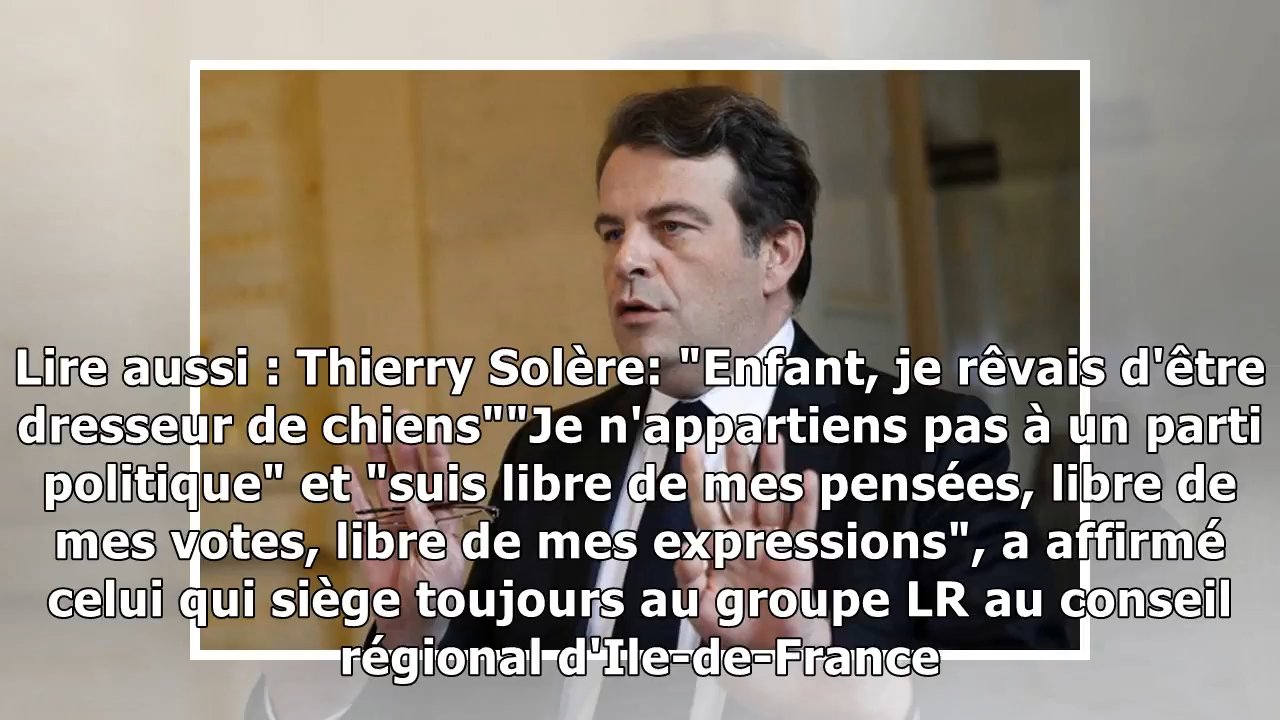 Lire aussi : Thierry Solère: "Enfant, je rêvais d'être
dresseur de chiens""Je n'appartiens pas à un parti
politique" et "suis libre de mes pensées, libre de
mes votes, libre de mes expressions", a affirmé
celui qui siège toujours au groupe LR au conseil
régional d'Ile-de-France